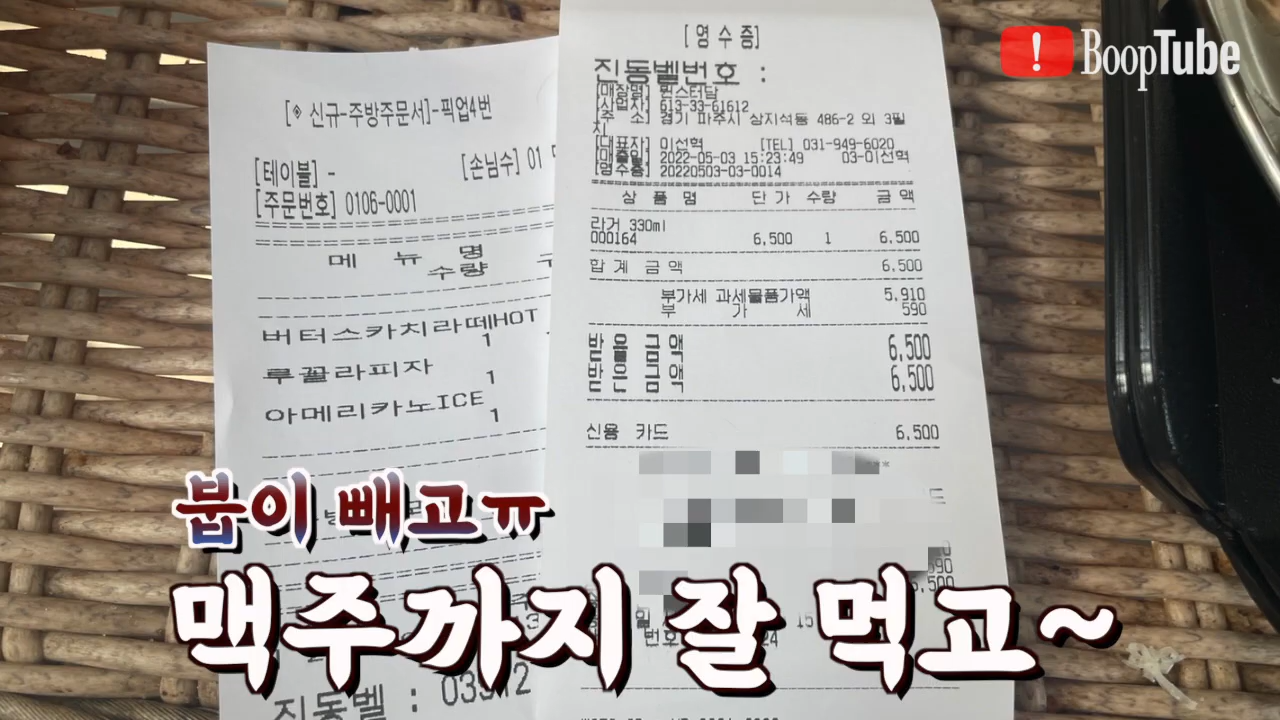 BoopTube
[영수증]
진동벨번호 :
[매장명] 뮌스터담
[사업자] 613-33-61612
[주 소] 경기 파주시 상지석동 486-2 외 3필
지
[대표자] 이선혁 [TEL] 031-949-6020
[매출일] 2022-05-03 15:23:49 03-이선혁
[영수증] 20220503-03-0014
상 품 명 단 가 수량 금 액
라거 330ml
000164 6,500 1 6,500
합 계 금 액 6,500
부가세 과세물품가액 5,910
부 가 세 590
받을 금액 6,500
받은 금액 6,500
신용 카드 6,500
[※ 신규-주방주문서]-픽업4번
[테이블] -
[손님수] 01
[주문번호] 0106-0001
메 뉴 명
수량
버터스카치라떼HOT
1
루꼴라피자 1
아메리카노ICE
1
붑이 빼고ㅠ
맥주까지 잘 먹고~
진동벨 :